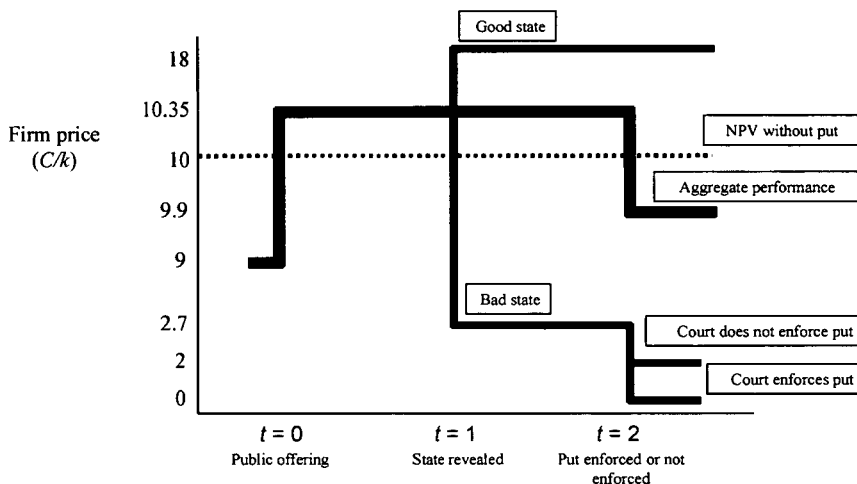 Good state
18
10.35
Firm price
(C/k)
NPV without put
10
Aggregate performance
9.9
9
Bad state
2.7
Court does not enforce put
2
Court enforces put
0
t = 0
t = 1
t = 2
Public offering
State revealed
Put enforced or not
enforced